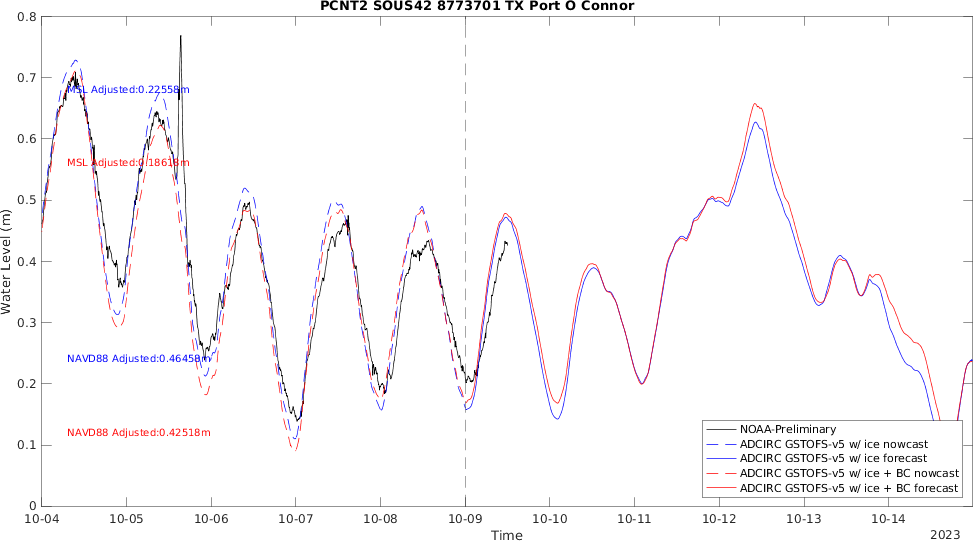 PCNT2 SOUS42 8773701 TX Port O Connor
Water Level (m)
0.8
0.7
0.6
0.5
0.4
0.3
0.2
0.1
0
MSL Adjusted:0.22558m
MSL Adjusted:0.18618m
NAVD88 Adjusted:0.46458m
NAVD88 Adjusted:0.42518m
NOAA-Preliminary
ADCIRC GSTOFS-v5 w/ ice nowcast
ADCIRC GSTOFS-v5 w/ ice forecast
ADCIRC GSTOFS-v5 w/ ice + BC nowcast
ADCIRC GSTOFS-v5 w/ ice + BC forecast
10-04 10-05 10-06 10-07 10-08 10-09 10-10 10-11 10-12 10-13 10-14
Time
2023